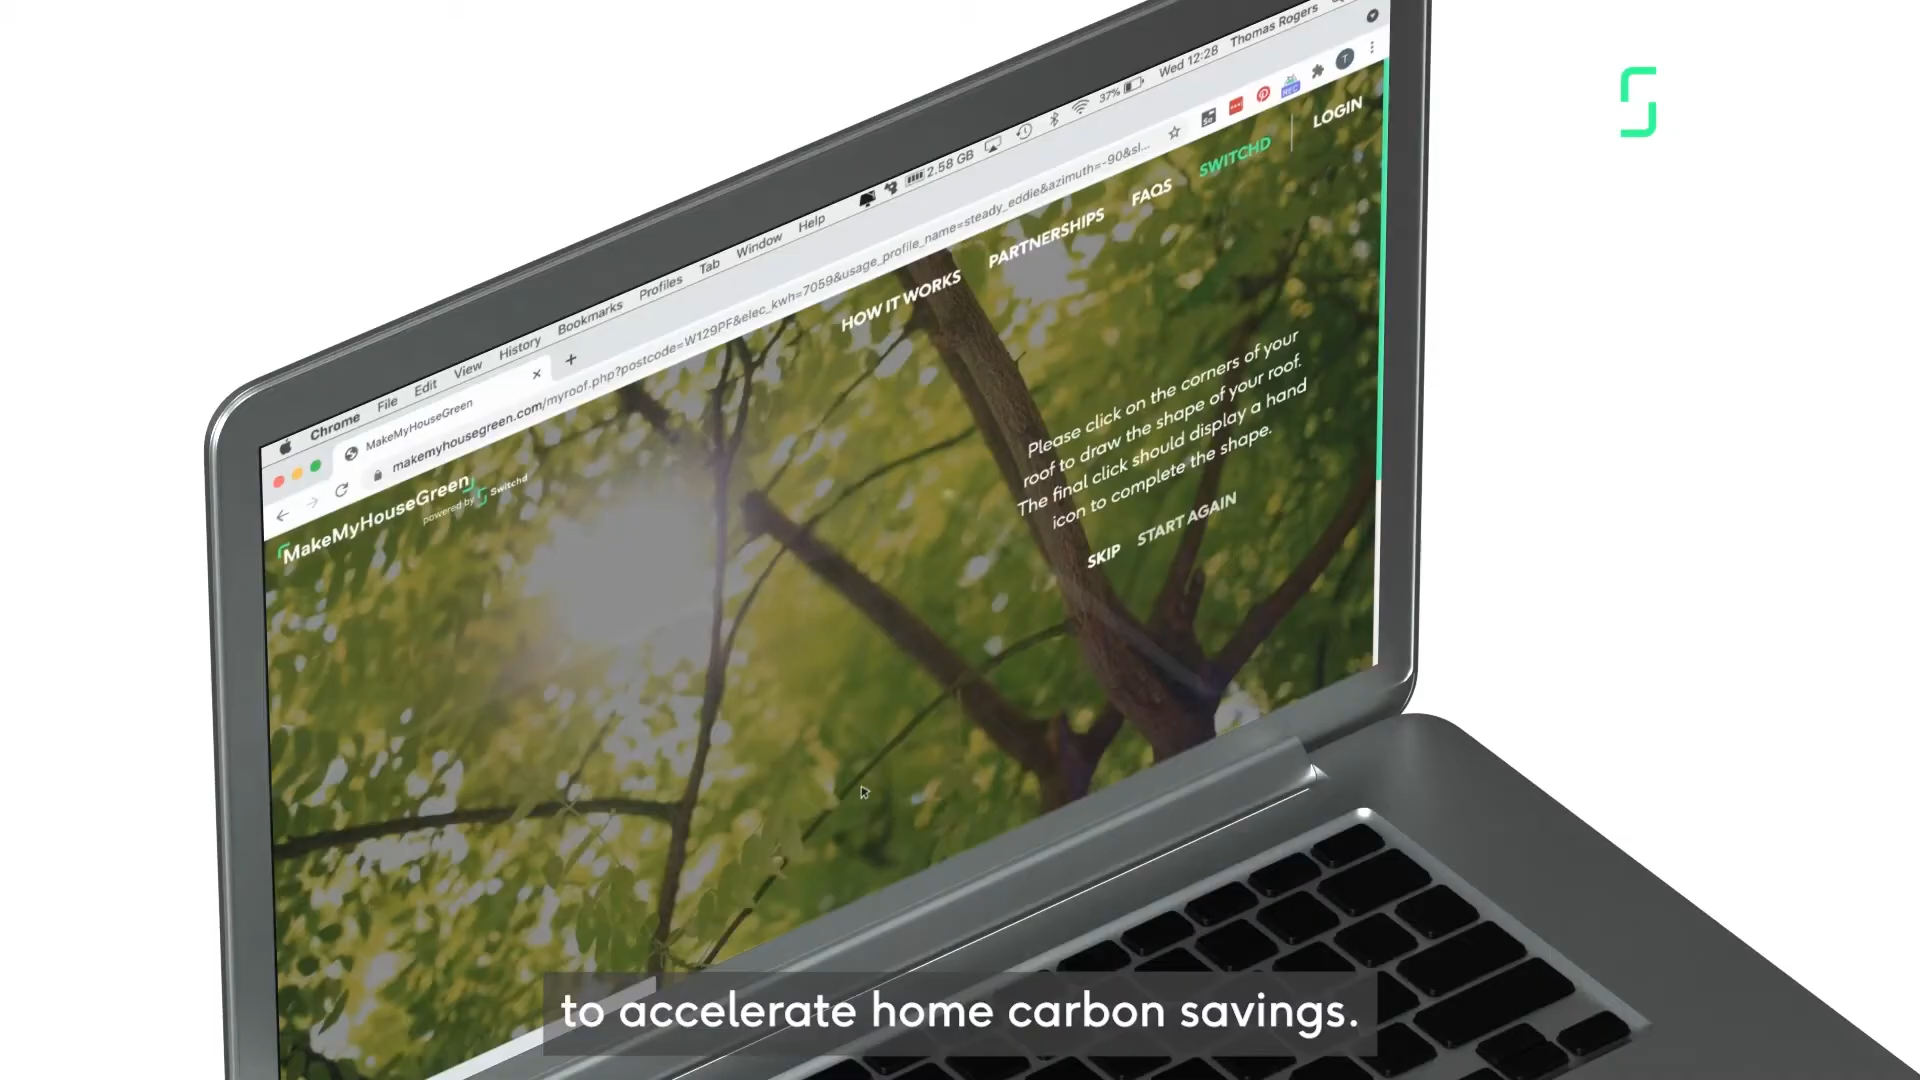 Chrome File Edit View History Bookmarks Profiles Tab Window Help 2.58 GB 37% Wed 12:28 Thomas Rogers
MakeMyHouseGreen
makemyhousegreen.com/myroof.php?postcode=W129PF&elec_kwh=7059&usage_profile_name=steady_eddie&azimuth=-90&sl...
REC
T
MakeMyHouseGreen
powered by Switchd
HOW IT WORKS PARTNERSHIPS FAQS SWITCHD LOGIN
Please click on the corners of your
roof to draw the shape of your roof.
The final click should display a hand
icon to complete the shape.
SKIP START AGAIN
to accelerate home carbon savings.